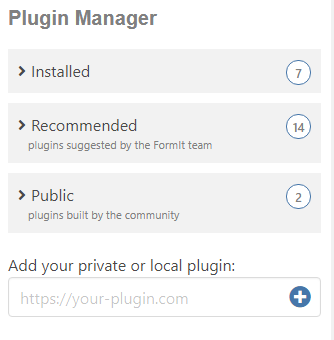 Plugin Manager
Installed 7
Recommended 14
plugins suggested by the FormIt team
Public 2
plugins built by the community
Add your private or local plugin:
https://your-plugin.com